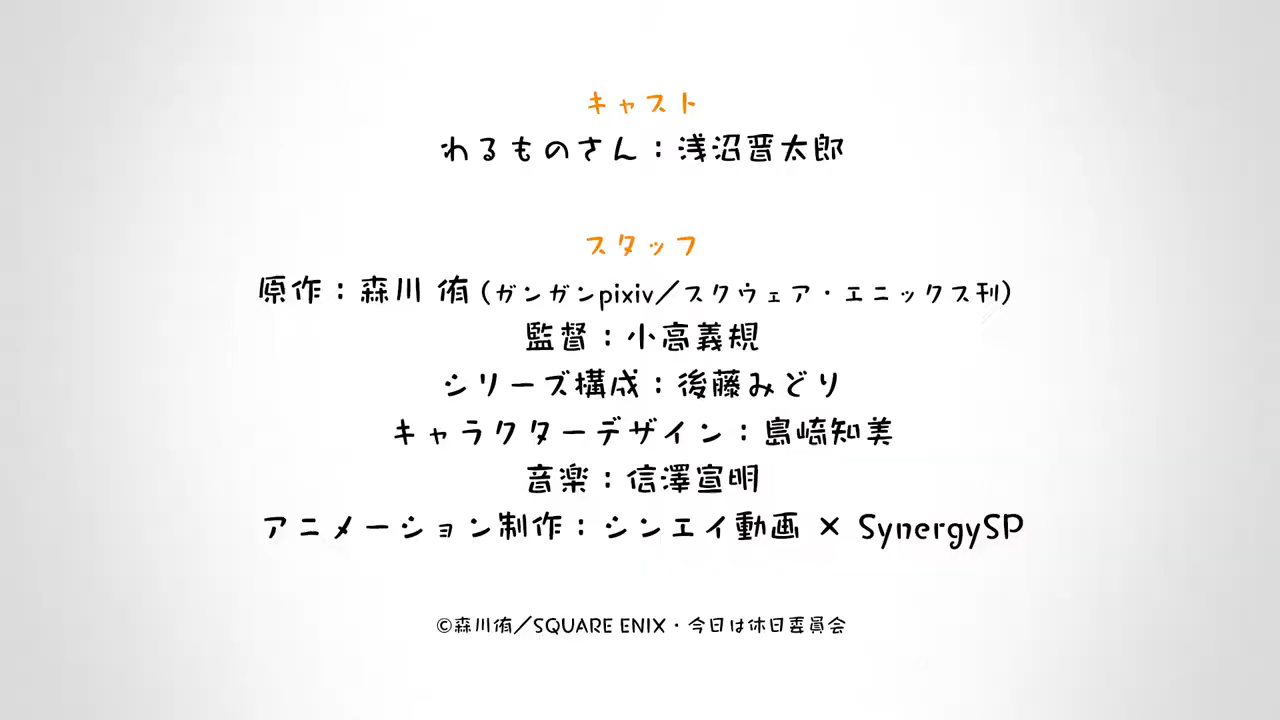 キャスト
わるものさん：浅沼晋太郎
スタッフ
原作：森川 侑（ガンガンpixiv／スクウェア・エニックス刊）
監督：小高義規
シリーズ構成：後藤みどり
キャラクターデザイン：島崎知美
音楽：信澤宣明
アニメーション制作：シンエイ動画 × SynergySP
©森川侑／SQUARE ENIX・今日は休日委員会